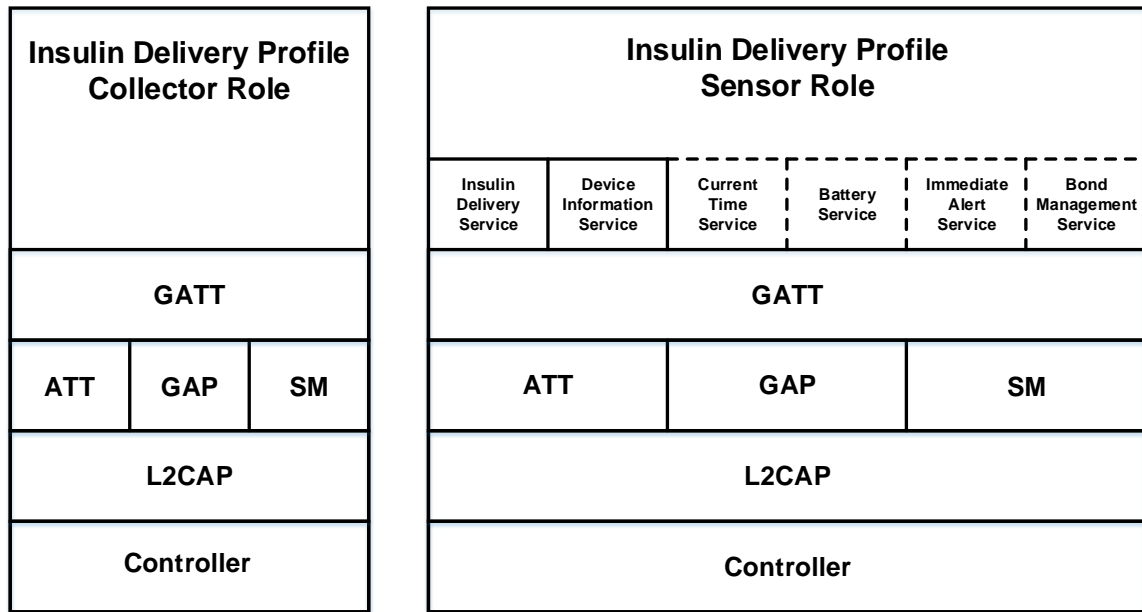 Insulin Delivery Profile
Collector Role
GATT
ATT GAP SM
L2CAP
Controller
Insulin Delivery Profile
Sensor Role
Insulin
Delivery
Service
Device
Information
Service
Current
Time
Service
Battery
Service
Immediate
Alert
Service
Bond
Management
Service
GATT
ATT GAP SM
L2CAP
Controller